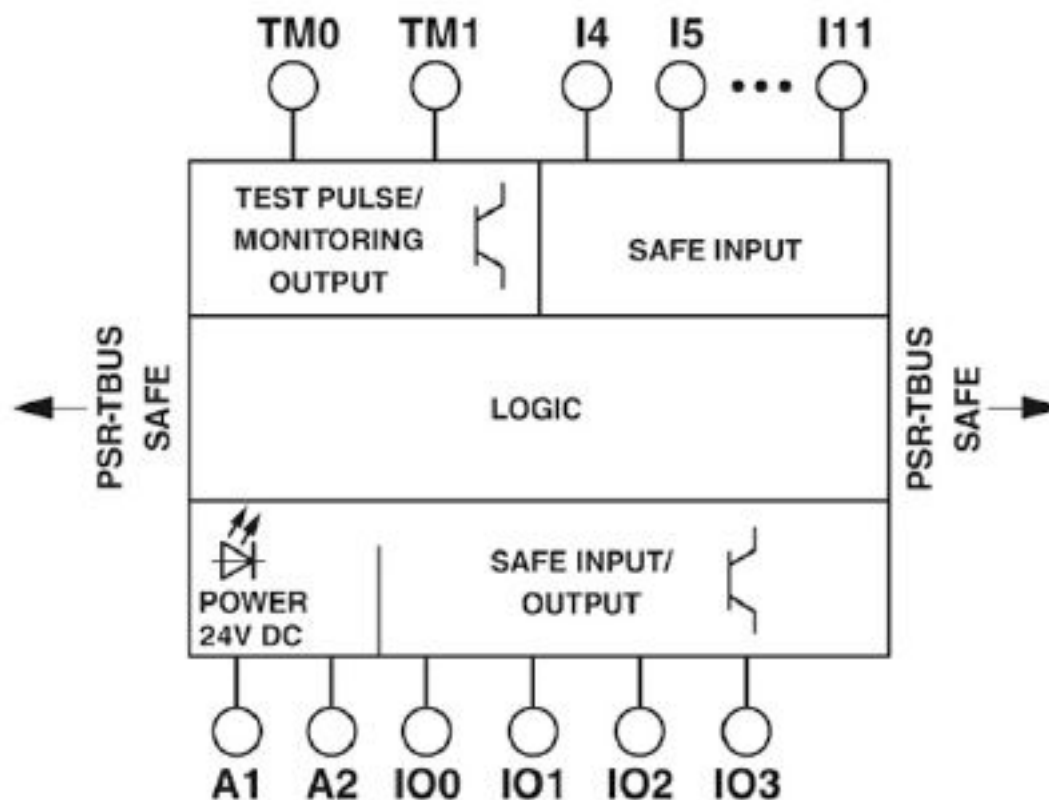 TM0 TM1 I4 I5 ••• I11
TEST PULSE/
MONITORING
OUTPUT
SAFE INPUT
PSR-TBUS
SAFE
LOGIC
PSR-TBUS
SAFE
POWER
24V DC
SAFE INPUT/
OUTPUT
A1 A2 IO0 IO1 IO2 IO3